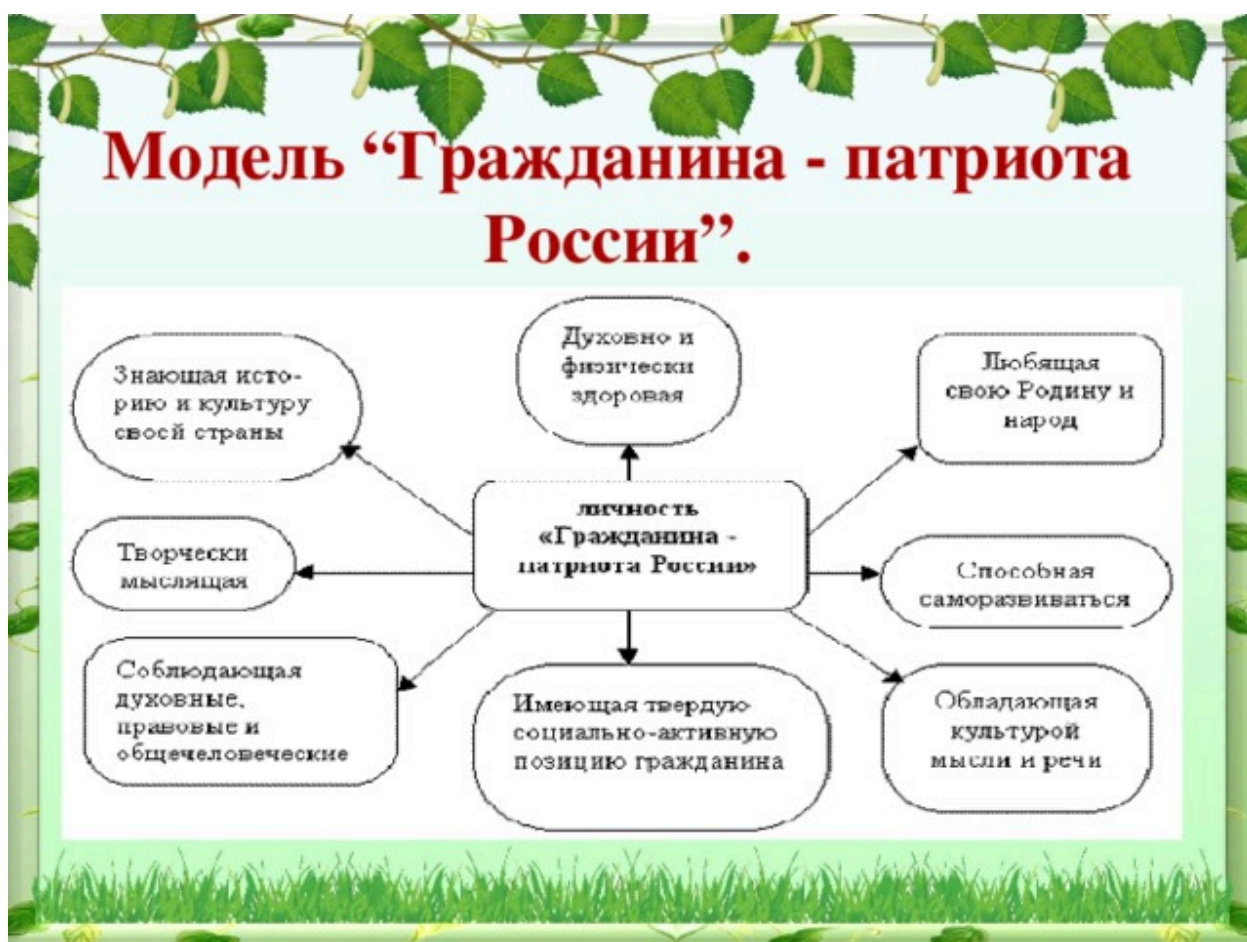 Модель “Гражданина - патриота
России”.
Духовно и
физически
здоровая
Знающая исто-
рию и культуру
своей страны
Любящая
свою Родину и
народ
личность
«Гражданина -
патриота России»
Творчески
мыслящая
Способная
саморазвиваться
Соблюдающая
духовные,
правовые и
общечеловеческие
Имеющая твердую
социально-активную
позицию гражданина
Обладающая
культурой
мысли и речи